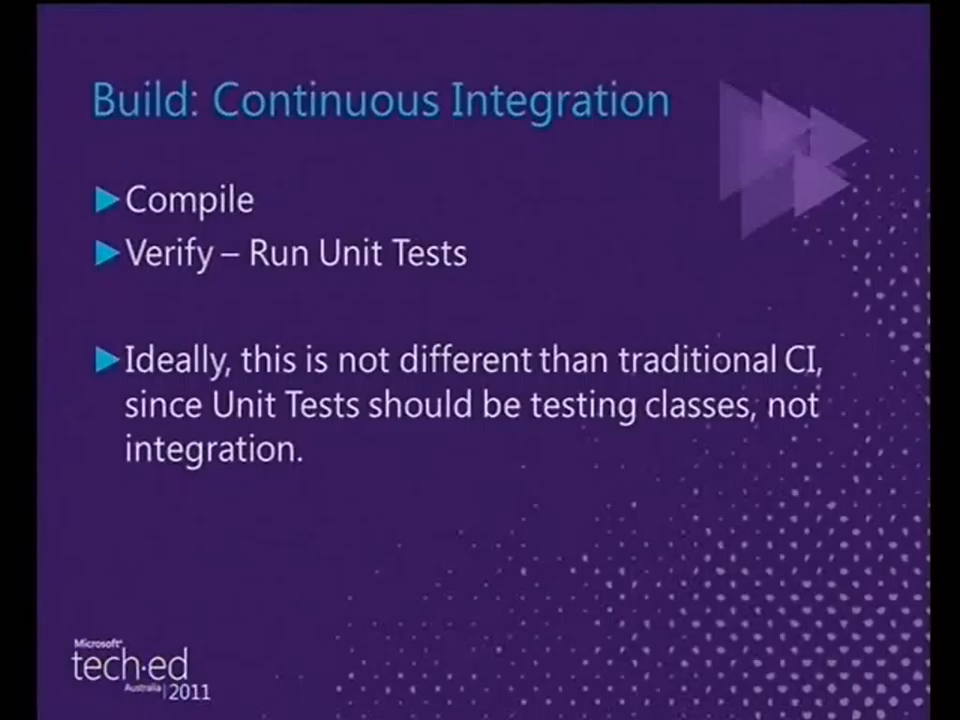 Build: Continuous Integration
Compile
Verify – Run Unit Tests
Ideally, this is not different than traditional CI,
since Unit Tests should be testing classes, not
integration.
Microsoft®
tech·ed
Australia | 2011